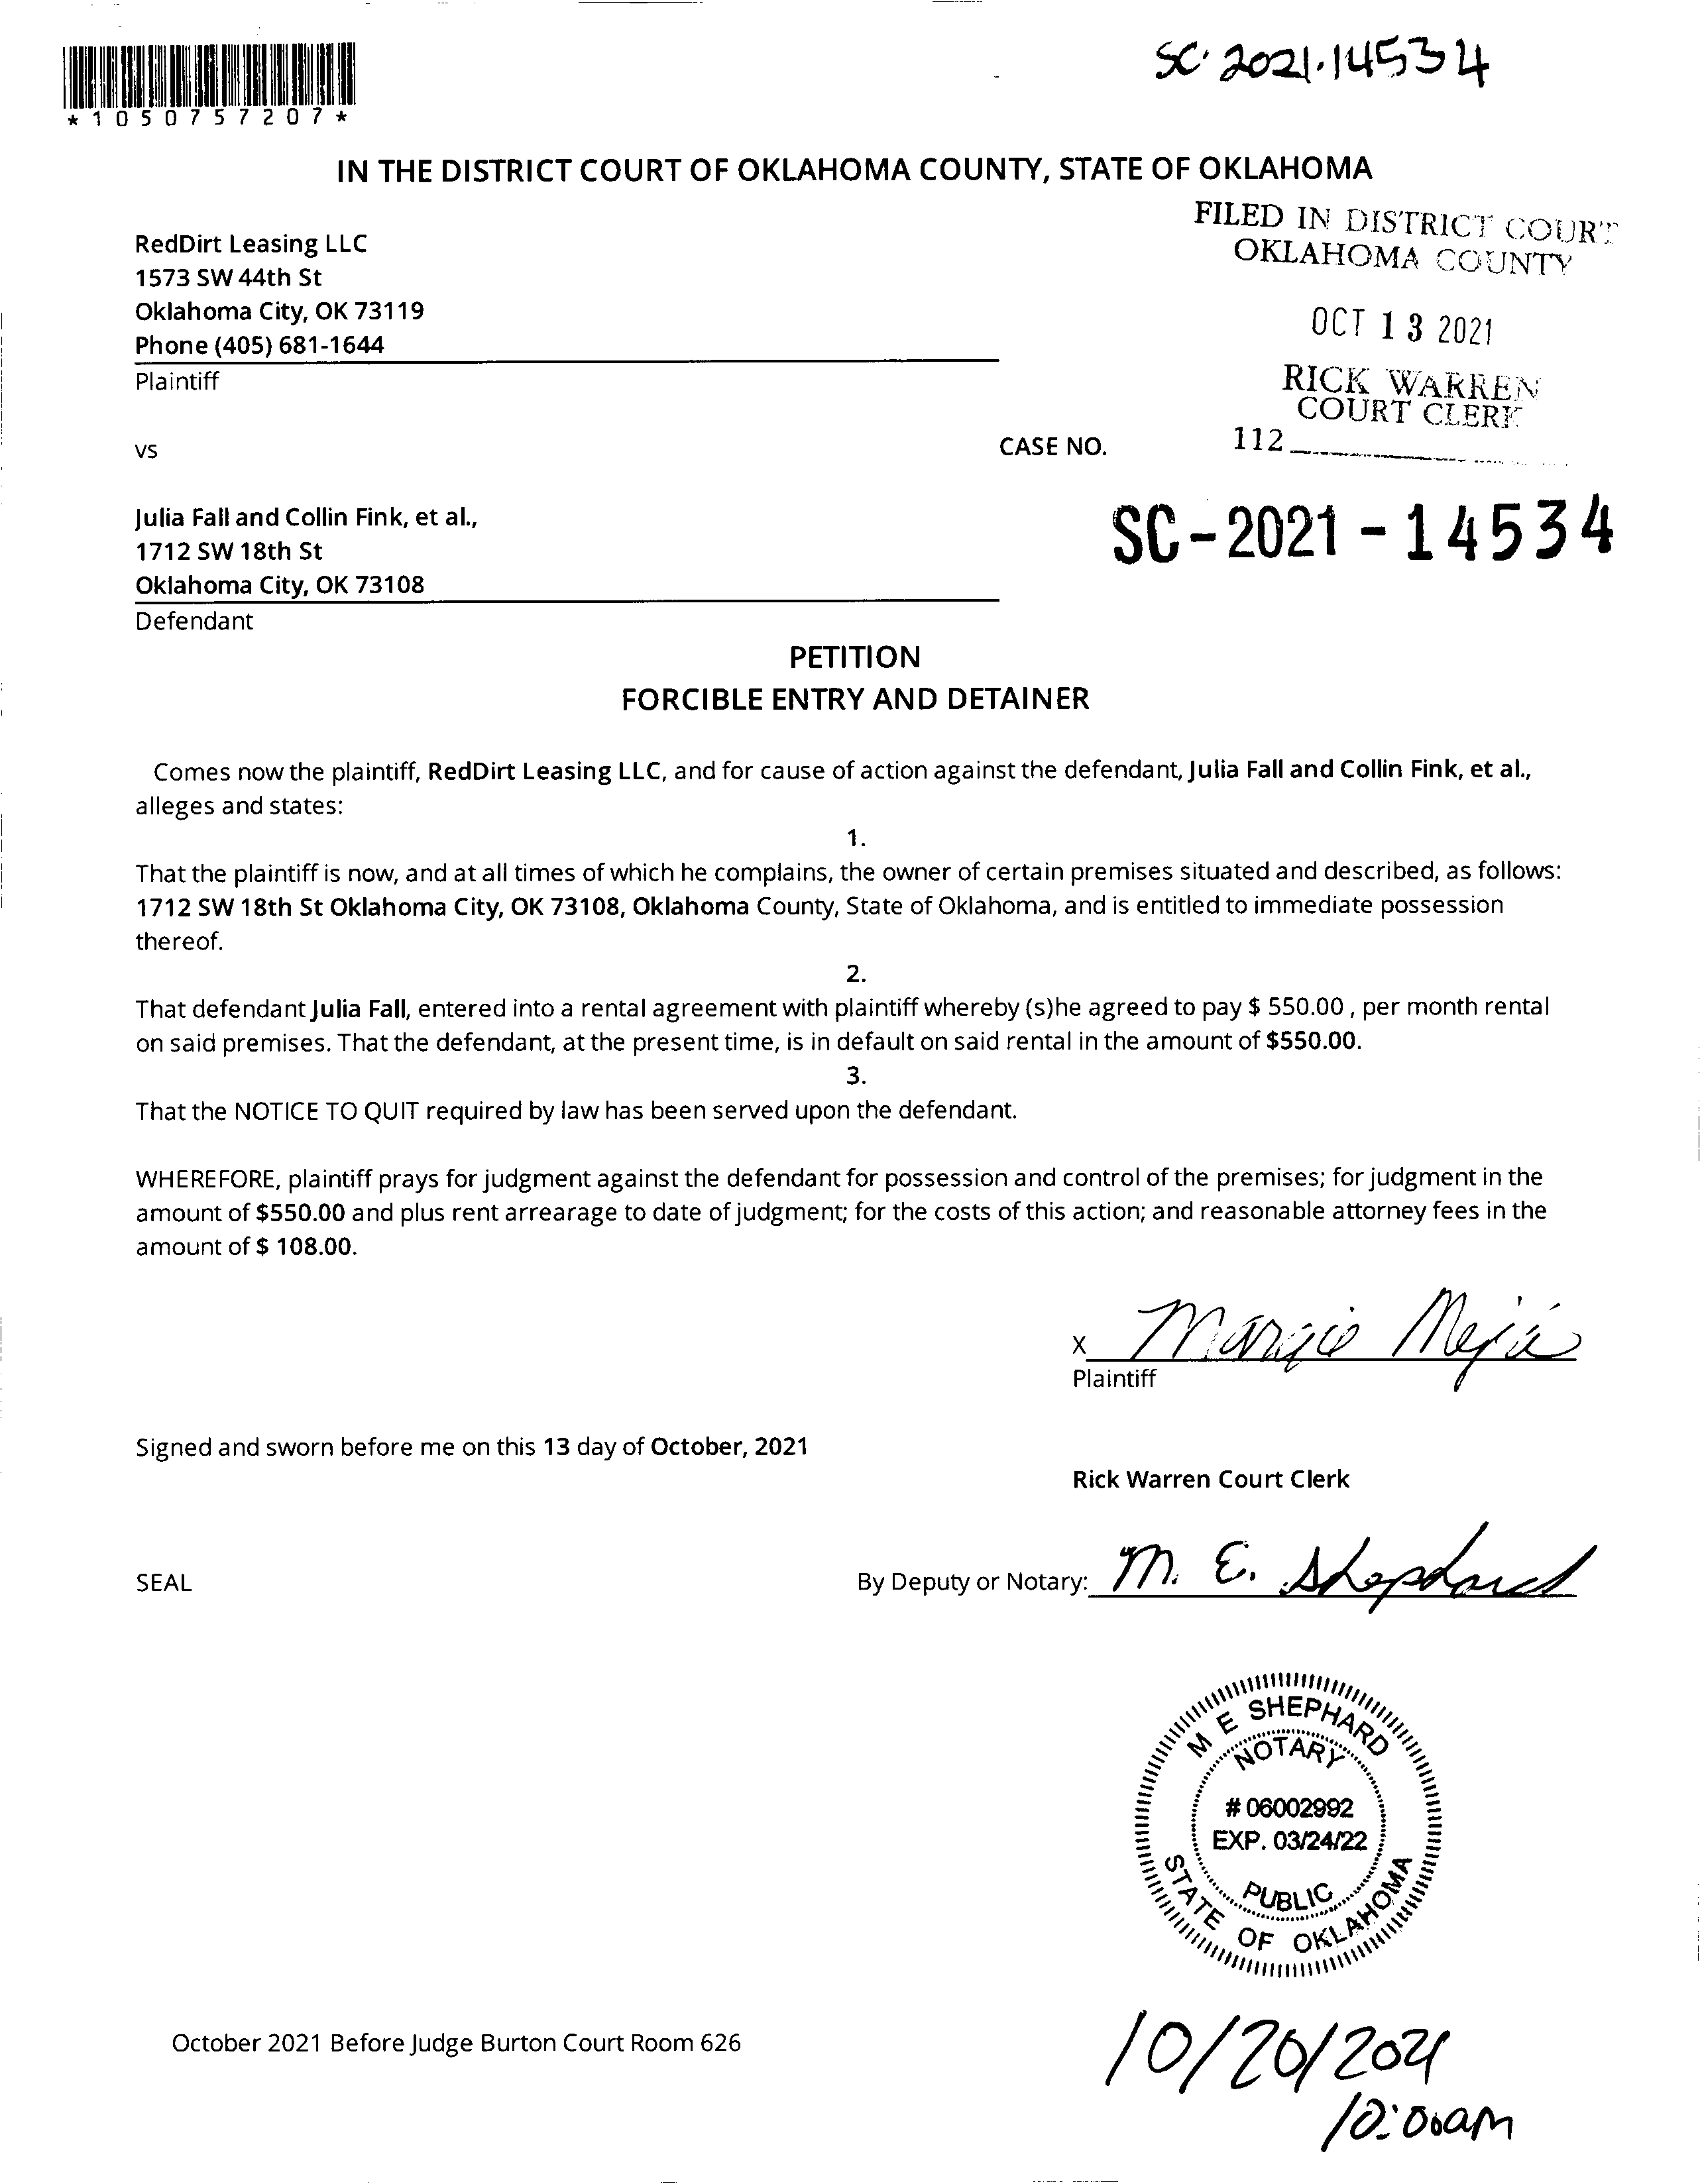 SC-2021-14534
*1050757207*
IN THE DISTRICT COURT OF OKLAHOMA COUNTY, STATE OF OKLAHOMA
FILED IN DISTRICT COURT
OKLAHOMA COUNTY
OCT 13 2021
RICK WARREN
COURT CLERK
112
RedDirt Leasing LLC
1573 SW 44th St
Oklahoma City, OK 73119
Phone (405) 681-1644
Plaintiff
vs
CASE NO.
SC-2021-14534
Julia Fall and Collin Fink, et al.,
1712 SW 18th St
Oklahoma City, OK 73108
Defendant
PETITION
FORCIBLE ENTRY AND DETAINER
Comes now the plaintiff, RedDirt Leasing LLC, and for cause of action against the defendant, Julia Fall and Collin Fink, et al.,
alleges and states:
1.
That the plaintiff is now, and at all times of which he complains, the owner of certain premises situated and described, as follows:
1712 SW 18th St Oklahoma City, OK 73108, Oklahoma County, State of Oklahoma, and is entitled to immediate possession
thereof.
2.
That defendant Julia Fall, entered into a rental agreement with plaintiff whereby (s)he agreed to pay $ 550.00 , per month rental
on said premises. That the defendant, at the present time, is in default on said rental in the amount of $550.00.
3.
That the NOTICE TO QUIT required by law has been served upon the defendant.
WHEREFORE, plaintiff prays for judgment against the defendant for possession and control of the premises; for judgment in the
amount of $550.00 and plus rent arrearage to date of judgment; for the costs of this action; and reasonable attorney fees in the
amount of $ 108.00.
X Margie Mejia
Plaintiff
Signed and sworn before me on this 13 day of October, 2021
Rick Warren Court Clerk
SEAL
By Deputy or Notary: M. E. Shephard
M E SHEPHARD
NOTARY
# 06002992
EXP. 03/24/22
PUBLIC
STATE OF OKLAHOMA
October 2021 Before Judge Burton Court Room 626
10/20/2021
10:00am